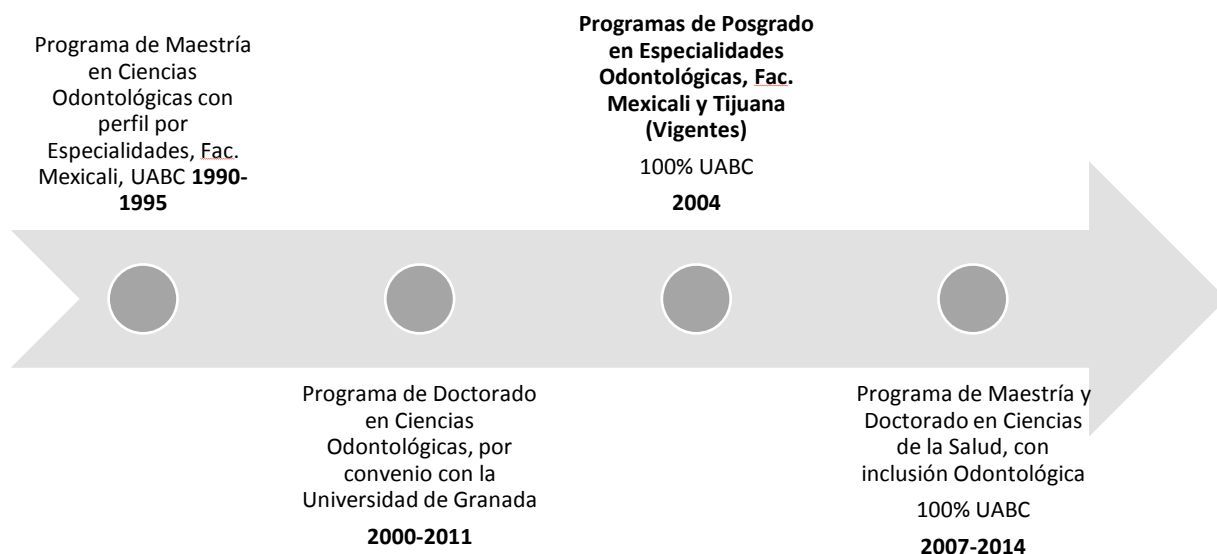 Programa de Maestría
en Ciencias
Odontológicas con
perfil por
Especialidades, Fac.
Mexicali, UABC 1990-
1995
Programa de Doctorado
en Ciencias
Odontológicas, por
convenio con la
Universidad de Granada
2000-2011
Programas de Posgrado
en Especialidades
Odontológicas, Fac.
Mexicali y Tijuana
(Vigentes)
100% UABC
2004
Programa de Maestría y
Doctorado en Ciencias
de la Salud, con
inclusión Odontológica
100% UABC
2007-2014